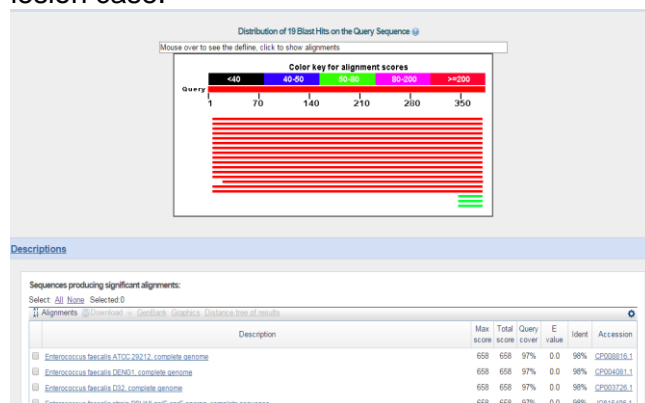 lesion case.
Distribution of 19 Blast Hits on the Query Sequence
Mouse over to see the define, click to show alignments
Color key for alignment scores
<40 40-50 50-80 80-200 >=200
Query
1 70 140 210 280 350
Descriptions
Sequences producing significant alignments:
Select: All None Selected:0
Alignments Download GenBank Graphics Distance tree of results
Description Max score Total score Query cover E value Ident Accession
Enterococcus faecalis ATCC 29212, complete genome 658 658 97% 0.0 98% CP008816.1
Enterococcus faecalis DENG1, complete genome 658 658 97% 0.0 98% CP004081.1
Enterococcus faecalis D32, complete genome 658 658 97% 0.0 98% CP003726.1